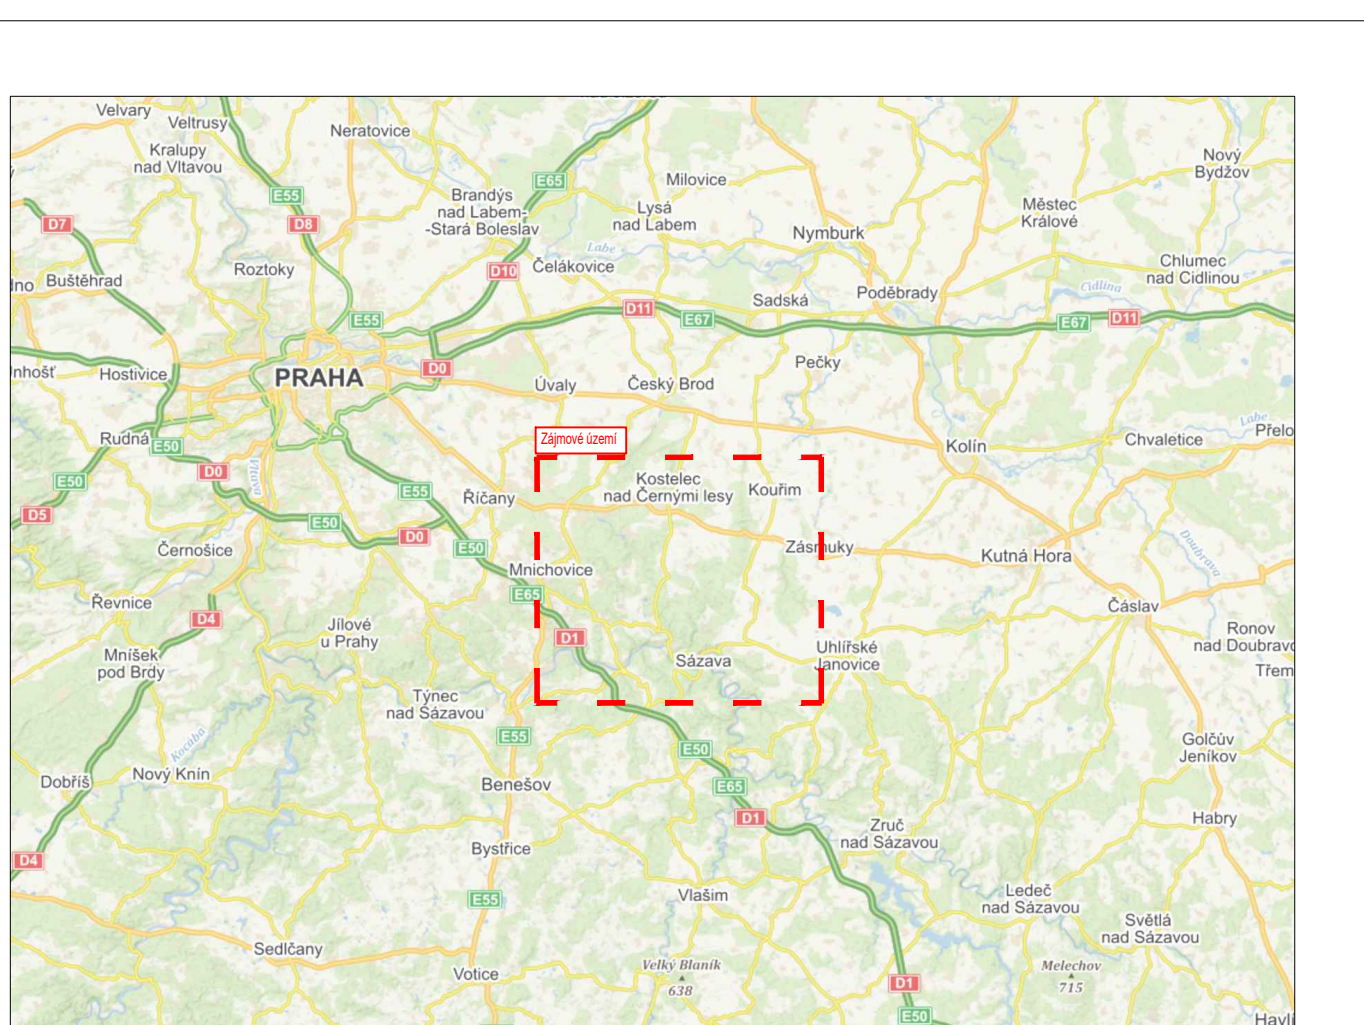 Velvary
Veltrusy
Neratovice
Kralupy
nad Vltavou
E55
D7
D8
Brandýs
nad Labem-
-Stará Boleslav
E65
Milovice
Lysá
nad Labem
Nymburk
Městec
Králové
Nový
Bydžov
Buštěhrad
Roztoky
D10
Labe
Čelákovice
Sadská
Poděbrady
Cidlina
Chlumec
nad Cidlinou
E55
D11
E67
E67
D11
Hostivice
PRAHA
D0
Úvaly
Český Brod
Pečky
Rudná
E50
Zájmové území
Kolín
Chvaletice
Labe
Přelo
E50
D0
Vltava
E55
Říčany
Kostelec
nad Černými lesy
Kouřim
D5
E50
D0
E50
Černošice
Mnichovice
Zásmuky
Kutná Hora
Doubrava
Řevnice
D4
E65
Čáslav
Jílové
u Prahy
D1
Uhlířské
Janovice
Ronov
nad Doubravo
Mníšek
pod Brdy
Sázava
Třem
Týnec
nad Sázavou
Kocába
E55
E50
Golčův
Jeníkov
Dobříš
Nový Knín
Benešov
E65
D1
Zruč
nad Sázavou
Habry
D4
Bystřice
E55
Vlašim
Ledeč
nad Sázavou
Světlá
nad Sázavou
Sedlčany
Votice
Velký Blaník
638
Melechov
715
D1
E50
Havlí